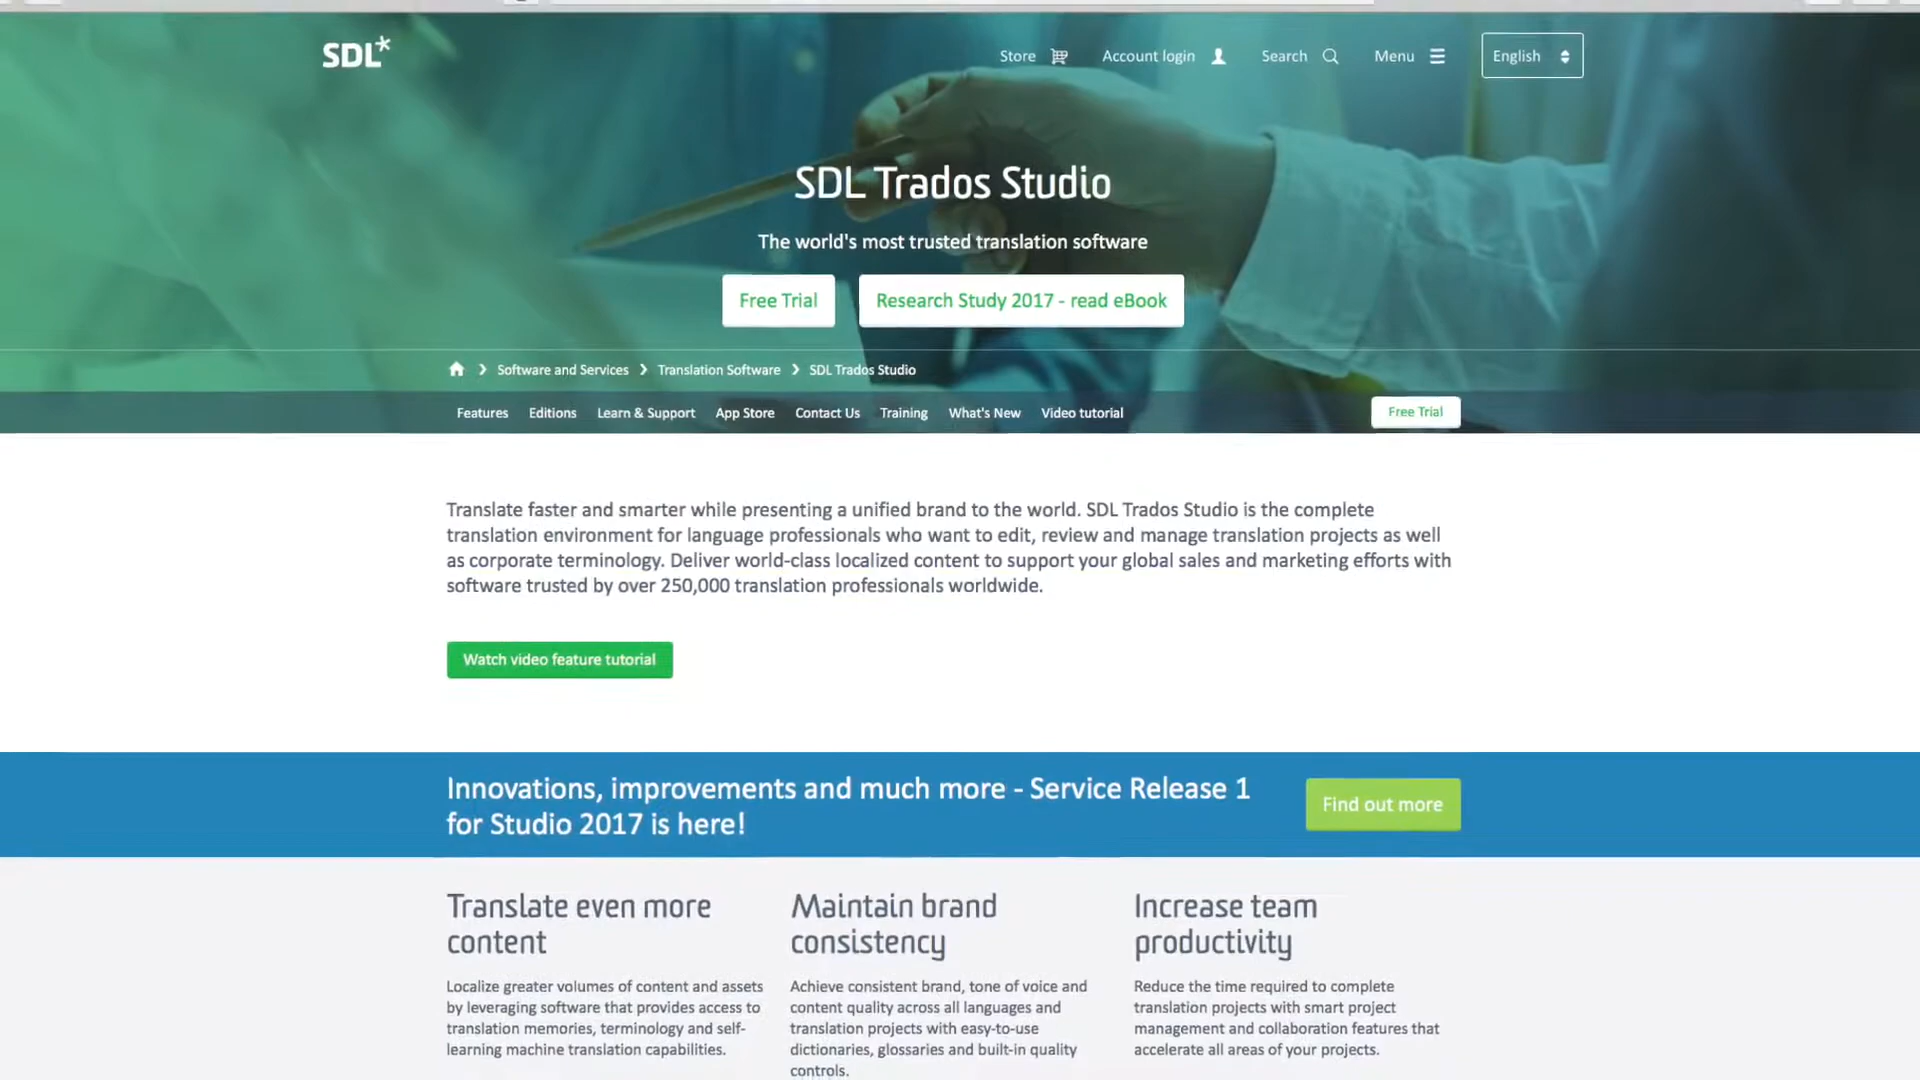 SDL*
Store
Account login
Search
Menu
English
SDL Trados Studio
The world's most trusted translation software
Free Trial
Research Study 2017 - read eBook
Software and Services
Translation Software
SDL Trados Studio
Features
Editions
Learn & Support
App Store
Contact Us
Training
What's New
Video tutorial
Free Trial
Translate faster and smarter while presenting a unified brand to the world. SDL Trados Studio is the complete
translation environment for language professionals who want to edit, review and manage translation projects as well
as corporate terminology. Deliver world-class localized content to support your global sales and marketing efforts with
software trusted by over 250,000 translation professionals worldwide.
Watch video feature tutorial
Innovations, improvements and much more - Service Release 1
for Studio 2017 is here!
Find out more
Translate even more
content
Localize greater volumes of content and assets
by leveraging software that provides access to
translation memories, terminology and self-
learning machine translation capabilities.
Maintain brand
consistency
Achieve consistent brand, tone of voice and
content quality across all languages and
translation projects with easy-to-use
dictionaries, glossaries and built-in quality
controls.
Increase team
productivity
Reduce the time required to complete
translation projects with smart project
management and collaboration features that
accelerate all areas of your projects.